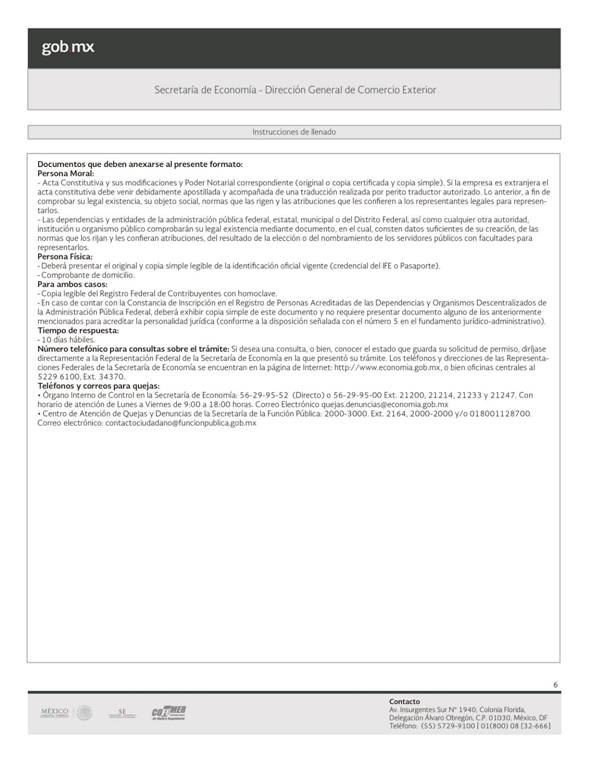 gob.mx
Secretaría de Economía - Dirección General de Comercio Exterior
Instrucciones de llenado
Documentos que deben anexarse al presente formato:
Persona Moral:
- Acta Constitutiva y sus modificaciones y Poder Notarial correspondiente (original o copia certificada y copia simple). Si la empresa es extranjera el
acta constitutiva debe venir debidamente apostillada y acompañada de una traducción realizada por perito traductor autorizado. Lo anterior, a fin de
comprobar su legal existencia, su objeto social, normas que las rigen y las atribuciones que les confieren a los representantes legales para represen-
tarlos.
- Las dependencias y entidades de la administración pública federal, estatal, municipal o del Distrito Federal, así como cualquier otra autoridad,
institución u organismo público comprobarán su legal existencia mediante documento, en el cual, consten datos suficientes de su creación, de las
normas que los rijan y les confieran atribuciones, del resultado de la elección o del nombramiento de los servidores públicos con facultades para
representarlos.
Persona Física:
- Deberá presentar el original y copia simple legible de la identificación oficial vigente (credencial del IFE o Pasaporte).
- Comprobante de domicilio.
Para ambos casos:
- Copia legible del Registro Federal de Contribuyentes con homoclave.
- En caso de contar con la Constancia de Inscripción en el Registro de Personas Acreditadas de las Dependencias y Organismos Descentralizados de
la Administración Pública Federal, deberá exhibir copia simple de este documento y no requiere presentar documento alguno de los anteriormente
mencionados para acreditar la personalidad jurídica (conforme a la disposición señalada con el número 5 en el fundamento jurídico-administrativo).
Tiempo de respuesta:
- 10 días hábiles.
Número telefónico para consultas sobre el trámite: Si desea una consulta, o bien, conocer el estado que guarda su solicitud de permiso, diríjase
directamente a la Representación Federal de la Secretaría de Economía en la que presentó su trámite. Los teléfonos y direcciones de las Representa-
ciones Federales de la Secretaría de Economía se encuentran en la página de Internet: http://www.economia.gob.mx, o bien oficinas centrales al
5229 6100, Ext. 34370.
Teléfonos y correos para quejas:
• Órgano Interno de Control en la Secretaría de Economía: 56-29-95-52 (Directo) o 56-29-95-00 Ext. 21200, 21214, 21233 y 21247. Con
horario de atención de Lunes a Viernes de 9:00 a 18:00 horas. Correo Electrónico quejas.denuncias@economia.gob.mx
• Centro de Atención de Quejas y Denuncias de la Secretaría de la Función Pública: 2000-3000. Ext. 2164, 2000-2000 y/o 018001128700.
Correo electrónico: contactociudadano@funcionpublica.gob.mx
6
MÉXICO
SE
COFEMER
Contacto
Av. Insurgentes Sur N° 1940, Colonia Florida,
Delegación Álvaro Obregón, C.P. 01030, México, DF
Teléfono: (55) 5729-9100 | 01(800) 08 [32-666]